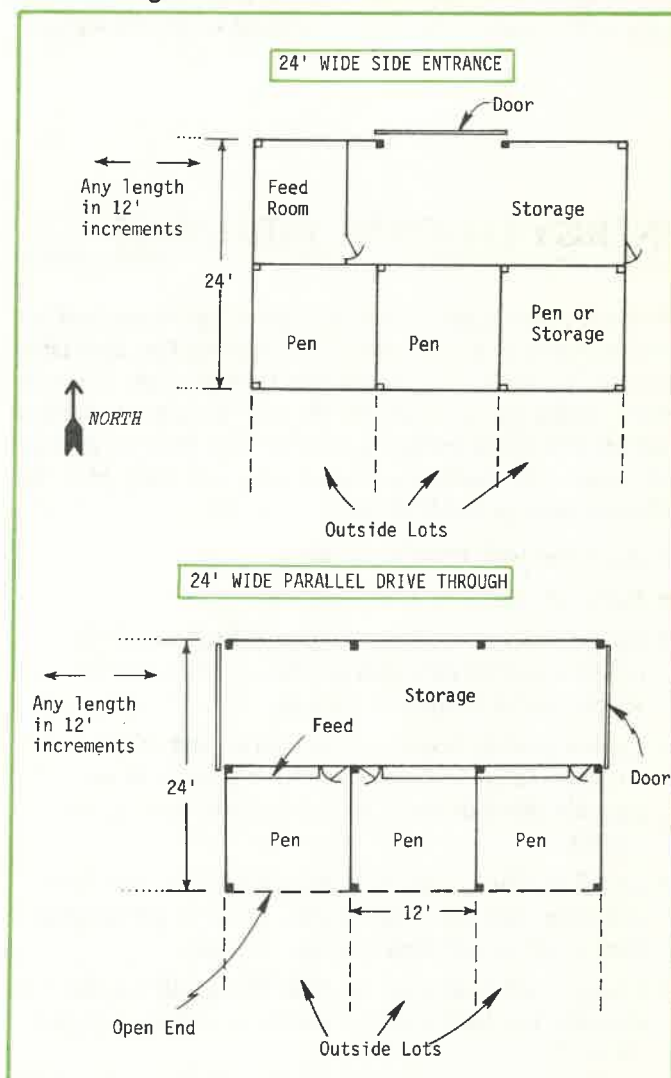 24' WIDE SIDE ENTRANCE
Door
Any length
in 12'
increments
Feed
Room
Storage
24'
Pen
Pen
Pen or
Storage
NORTH
Outside Lots
24' WIDE PARALLEL DRIVE THROUGH
Any length
in 12'
increments
Storage
Feed
24'
Door
Pen
Pen
Pen
12'
Open End
Outside Lots